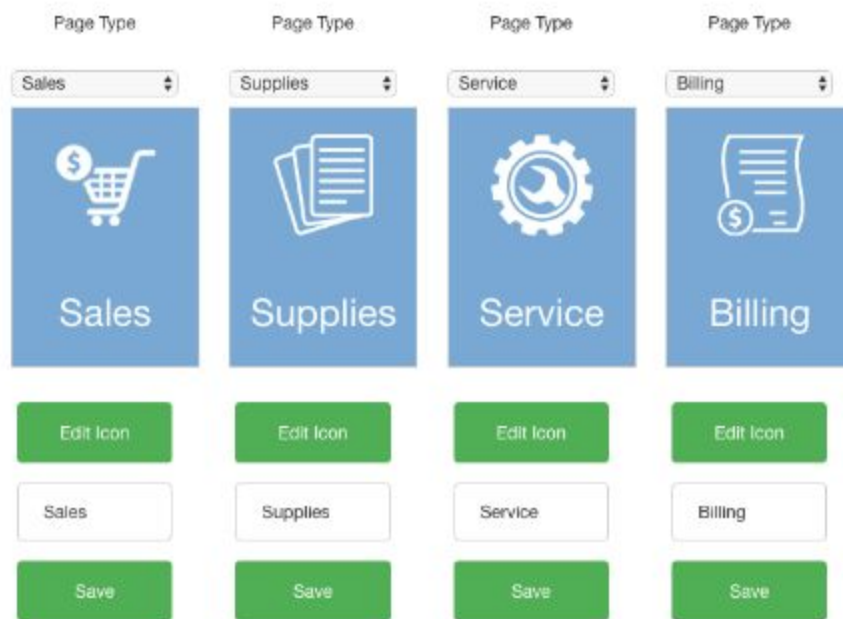 Page Type Page Type Page Type Page Type
Sales Supplies Service Billing
$ $
Sales Supplies Service Billing
Edit Icon Edit Icon Edit Icon Edit Icon
Sales Supplies Service Billing
Save Save Save Save